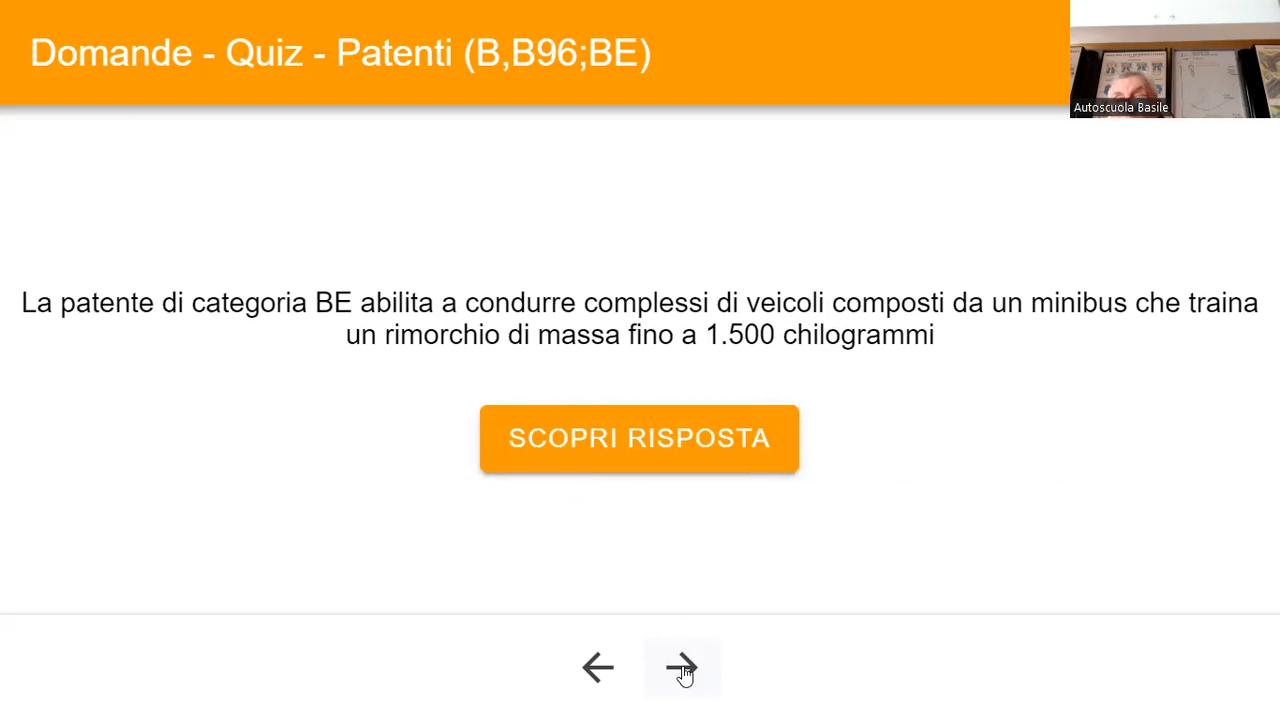 Domande - Quiz - Patenti (B,B96;BE)
Autoscuola Basile
La patente di categoria BE abilita a condurre complessi di veicoli composti da un minibus che traina
un rimorchio di massa fino a 1.500 chilogrammi
SCOPRI RISPOSTA